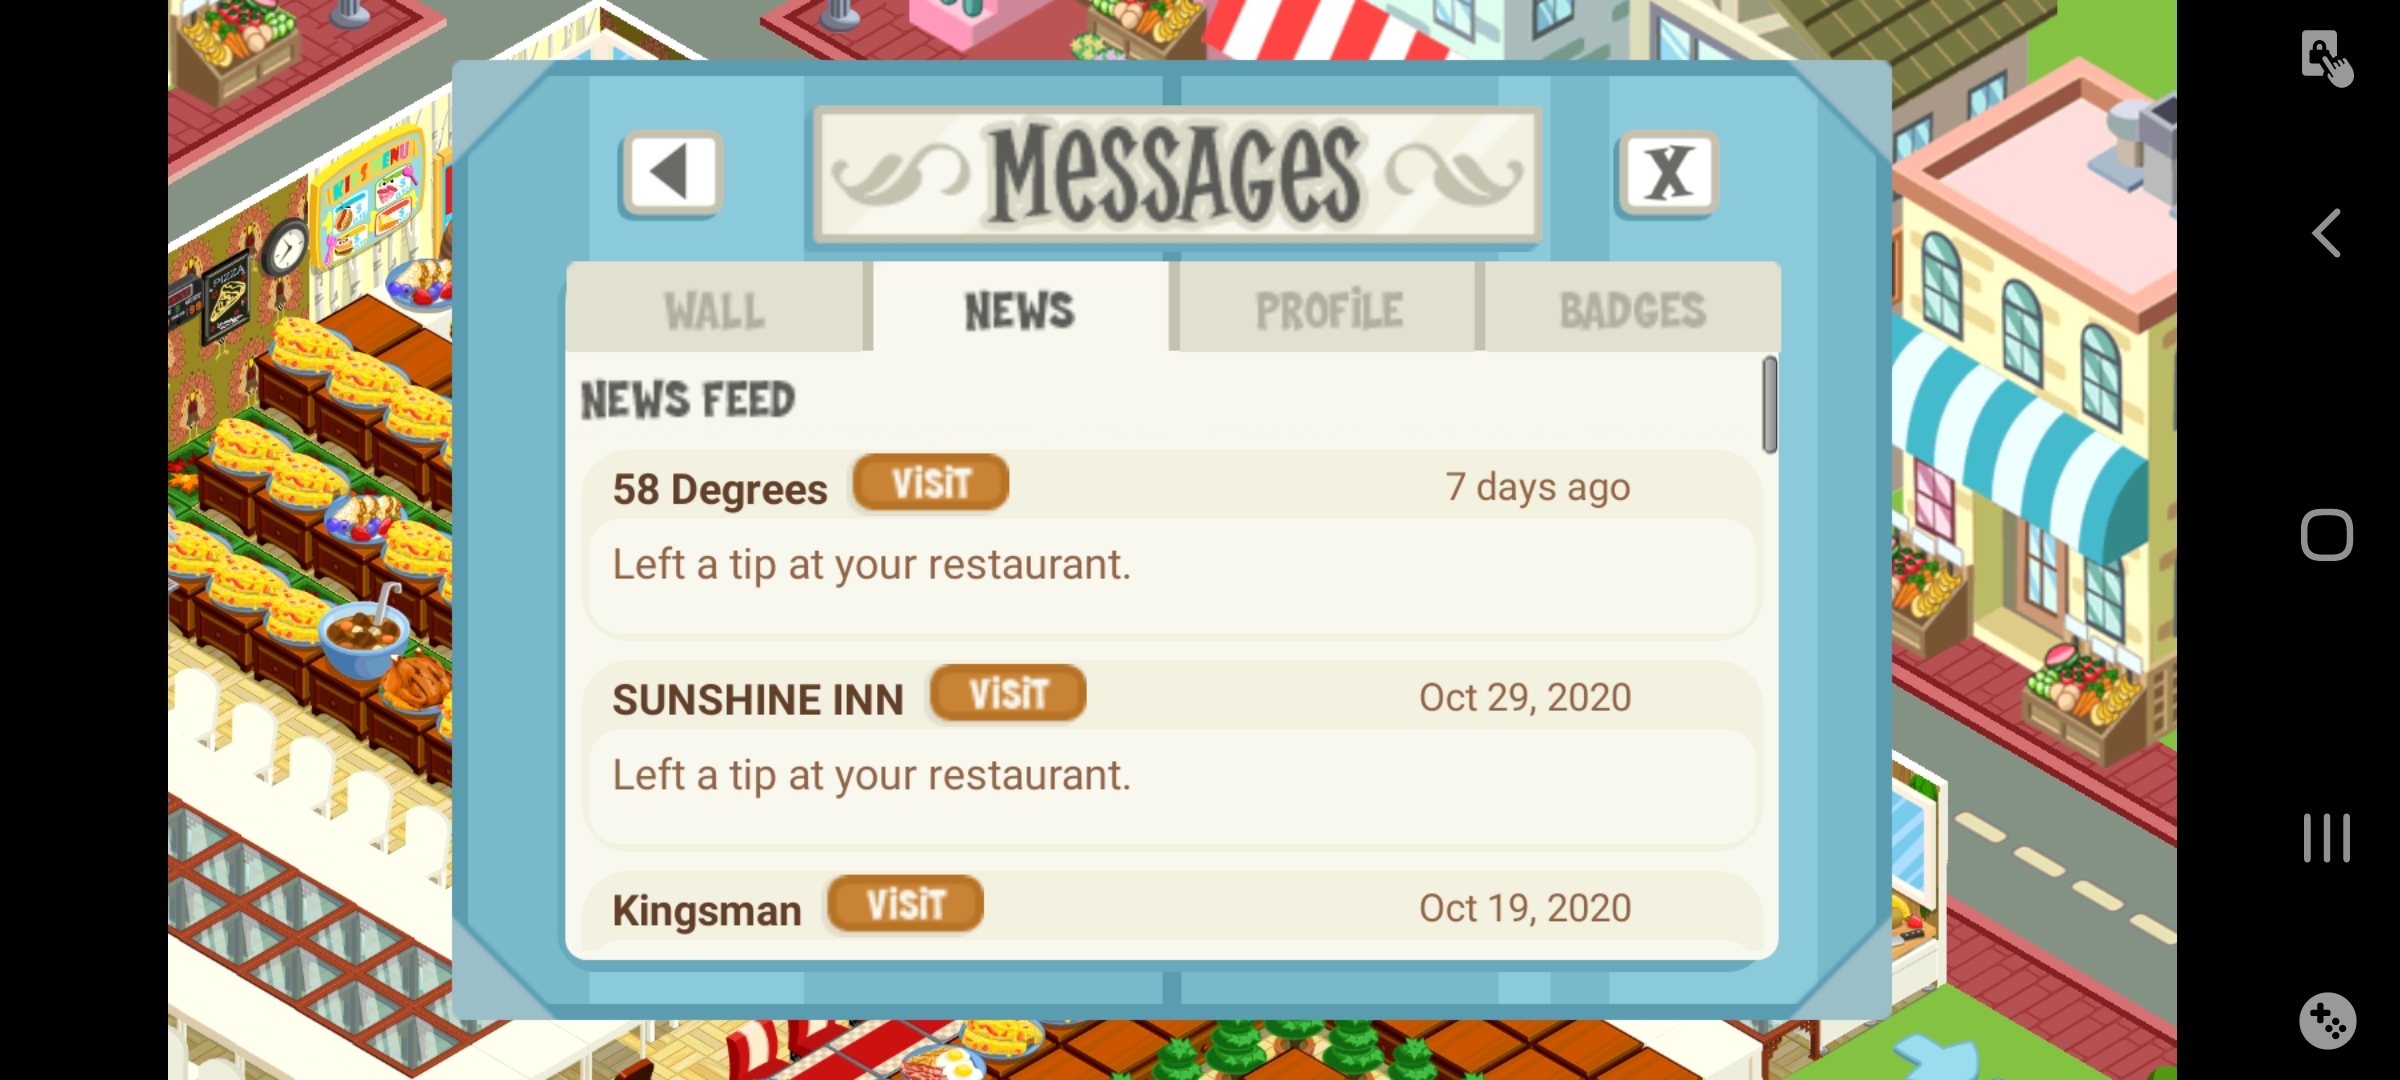 MESSAGES
X
WALL
NEWS
PROFILE
BADGES
NEWS FEED
58 Degrees
VISIT
7 days ago
Left a tip at your restaurant.
SUNSHINE INN
VISIT
Oct 29, 2020
Left a tip at your restaurant.
Kingsman
VISIT
Oct 19, 2020
PIZZA